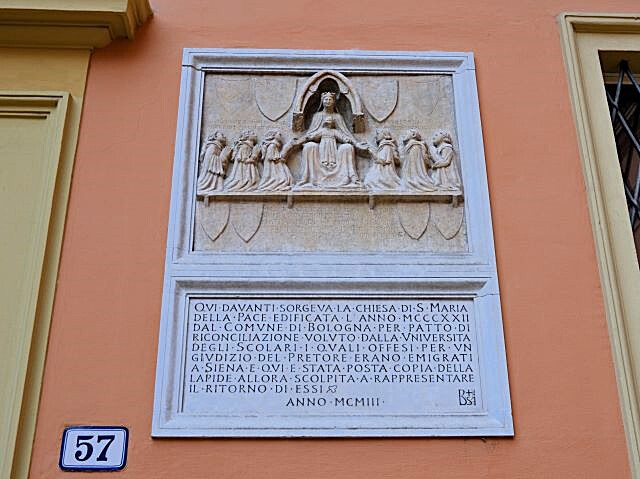 QVI·DAVANTI·SORGEVA·LA·CHIESA·DI·S·MARIA
DELLA·PACE·EDIFICATA·L'ANNO·MCCCXXII
DAL·COMVNE·DI·BOLOGNA·PER·PATTO·DI
RICONCILIAZIONE·VOLVTO·DALLA·VNIVERSITA
DEGLI·SCOLARI·I·QVALI·OFFESI·PER·VN
GIVDIZIO·DEL·PRETORE·ERANO·EMIGRATI
A·SIENA·E·QVI·E·STATA·POSTA·COPIA·DELLA
LAPIDE·ALLORA·SCOLPITA·A·RAPPRESENTARE
IL·RITORNO·DI·ESSI
ANNO·MCMIII·
57